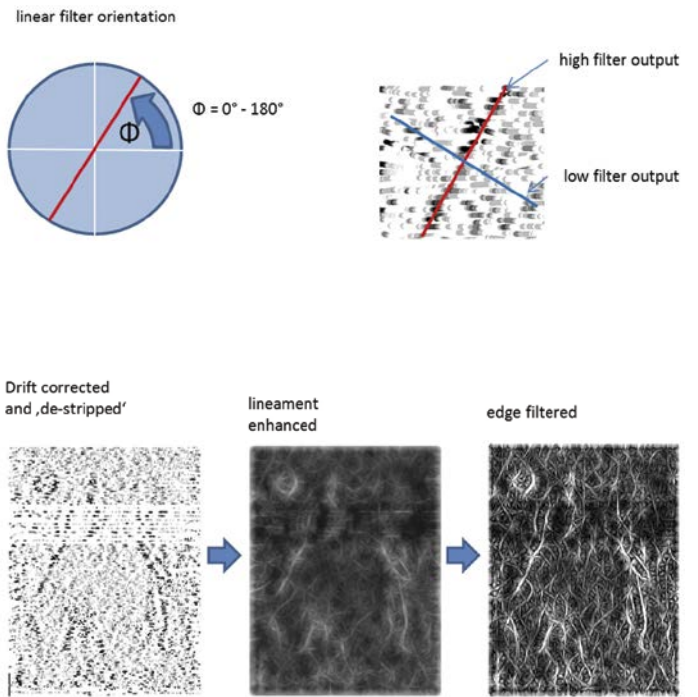 linear filter orientation
Φ = 0° - 180°
Φ
high filter output
low filter output
Drift corrected
and ‚de-stripped‘
lineament
enhanced
edge filtered